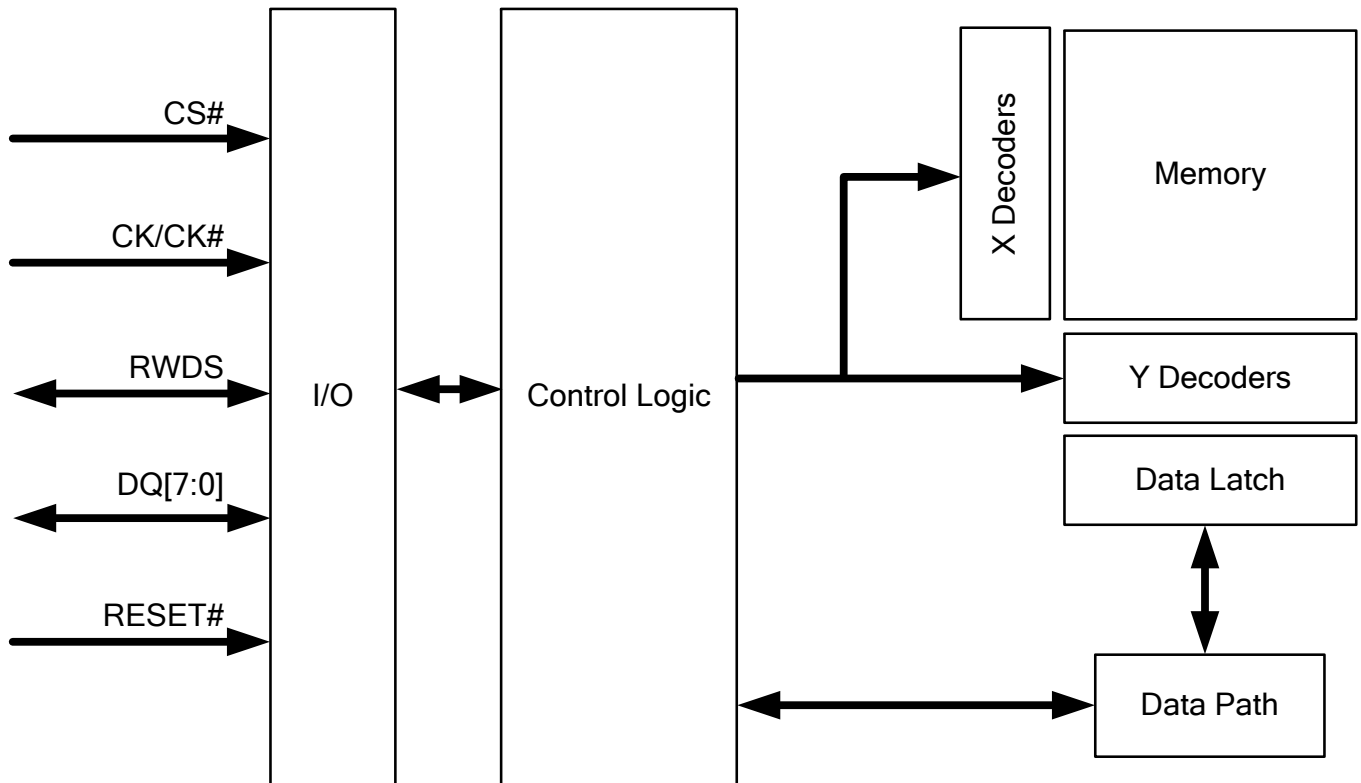 CS#
CK/CK#
RWDS
DQ[7:0]
RESET#
I/O
Control Logic
X Decoders
Memory
Y Decoders
Data Latch
Data Path